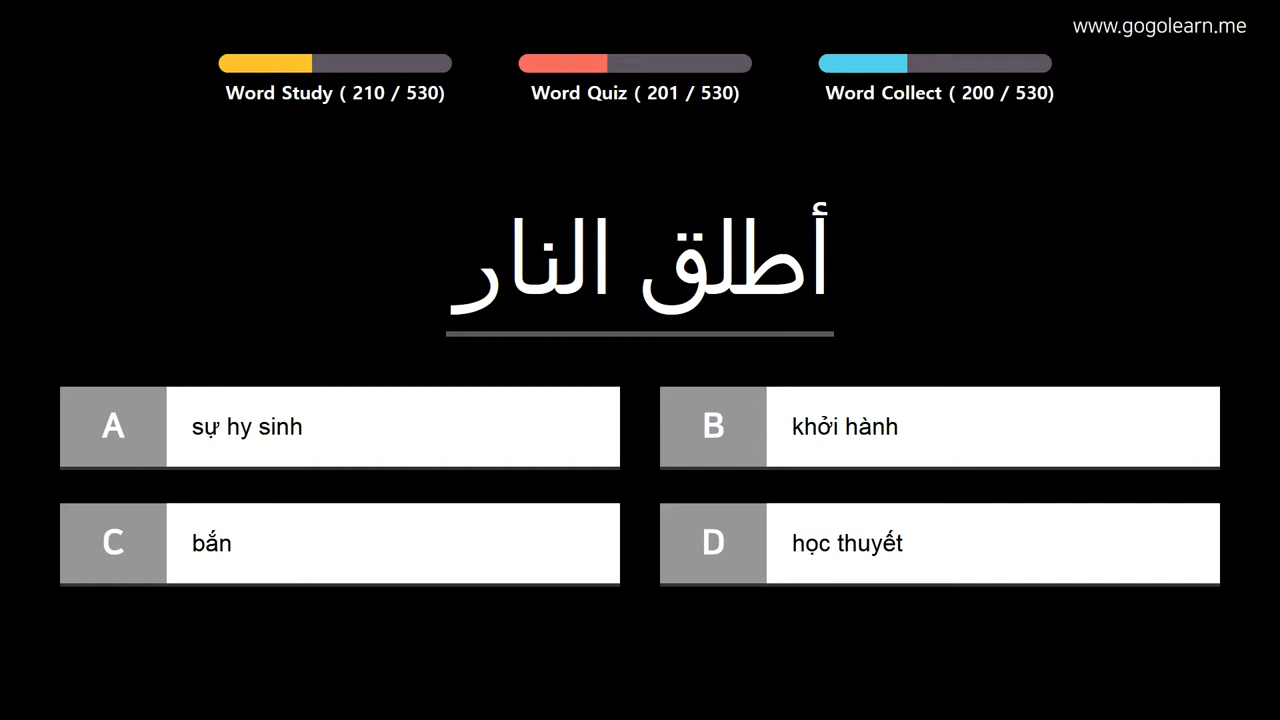 www.gogolearn.me
Word Study ( 210 / 530)
Word Quiz ( 201 / 530)
Word Collect ( 200 / 530)
أطلق النار
A sự hy sinh
B khởi hành
C bắn
D học thuyết